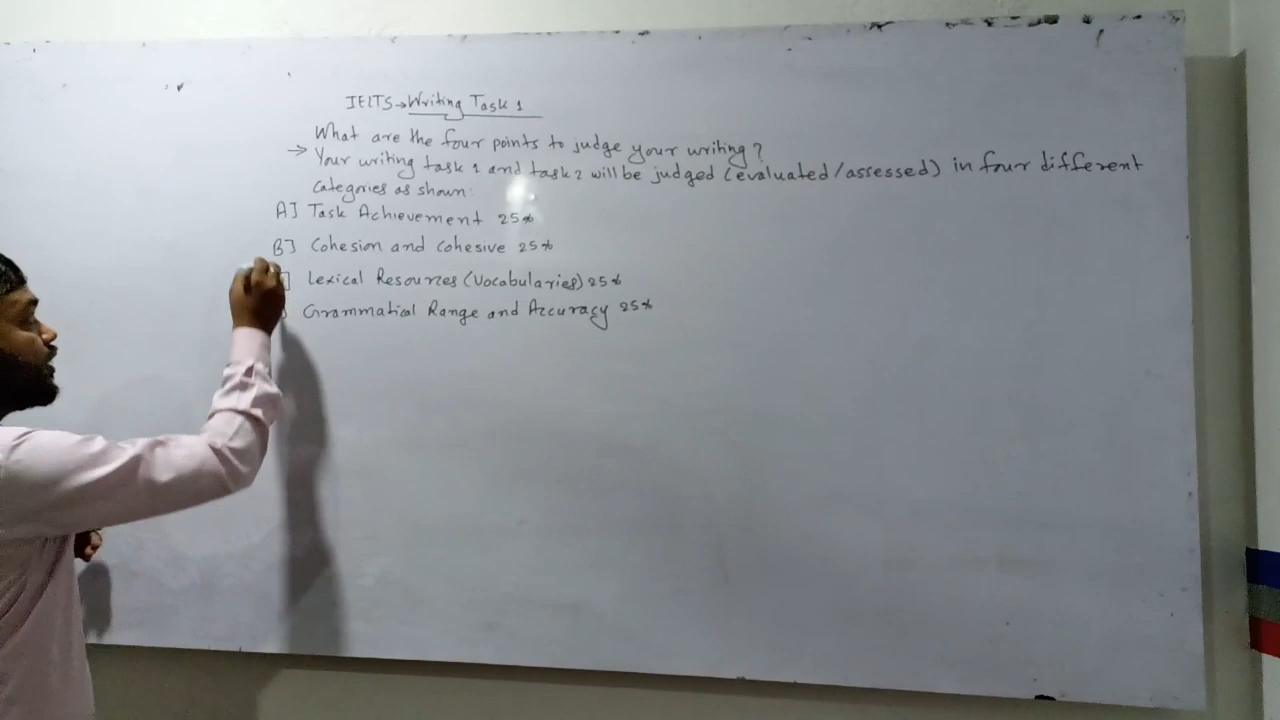 IELTS→Writing Task 1
What are the four points to judge your writing?
→ Your writing task 1 and task 2 will be judged (evaluated/assessed) in four different
categories as shown:
A] Task Achievement 25%
B] Cohesion and cohesive 25%
] Lexical Resources (Vocabularies) 25%
] Grammatical Range and Accuracy 25%